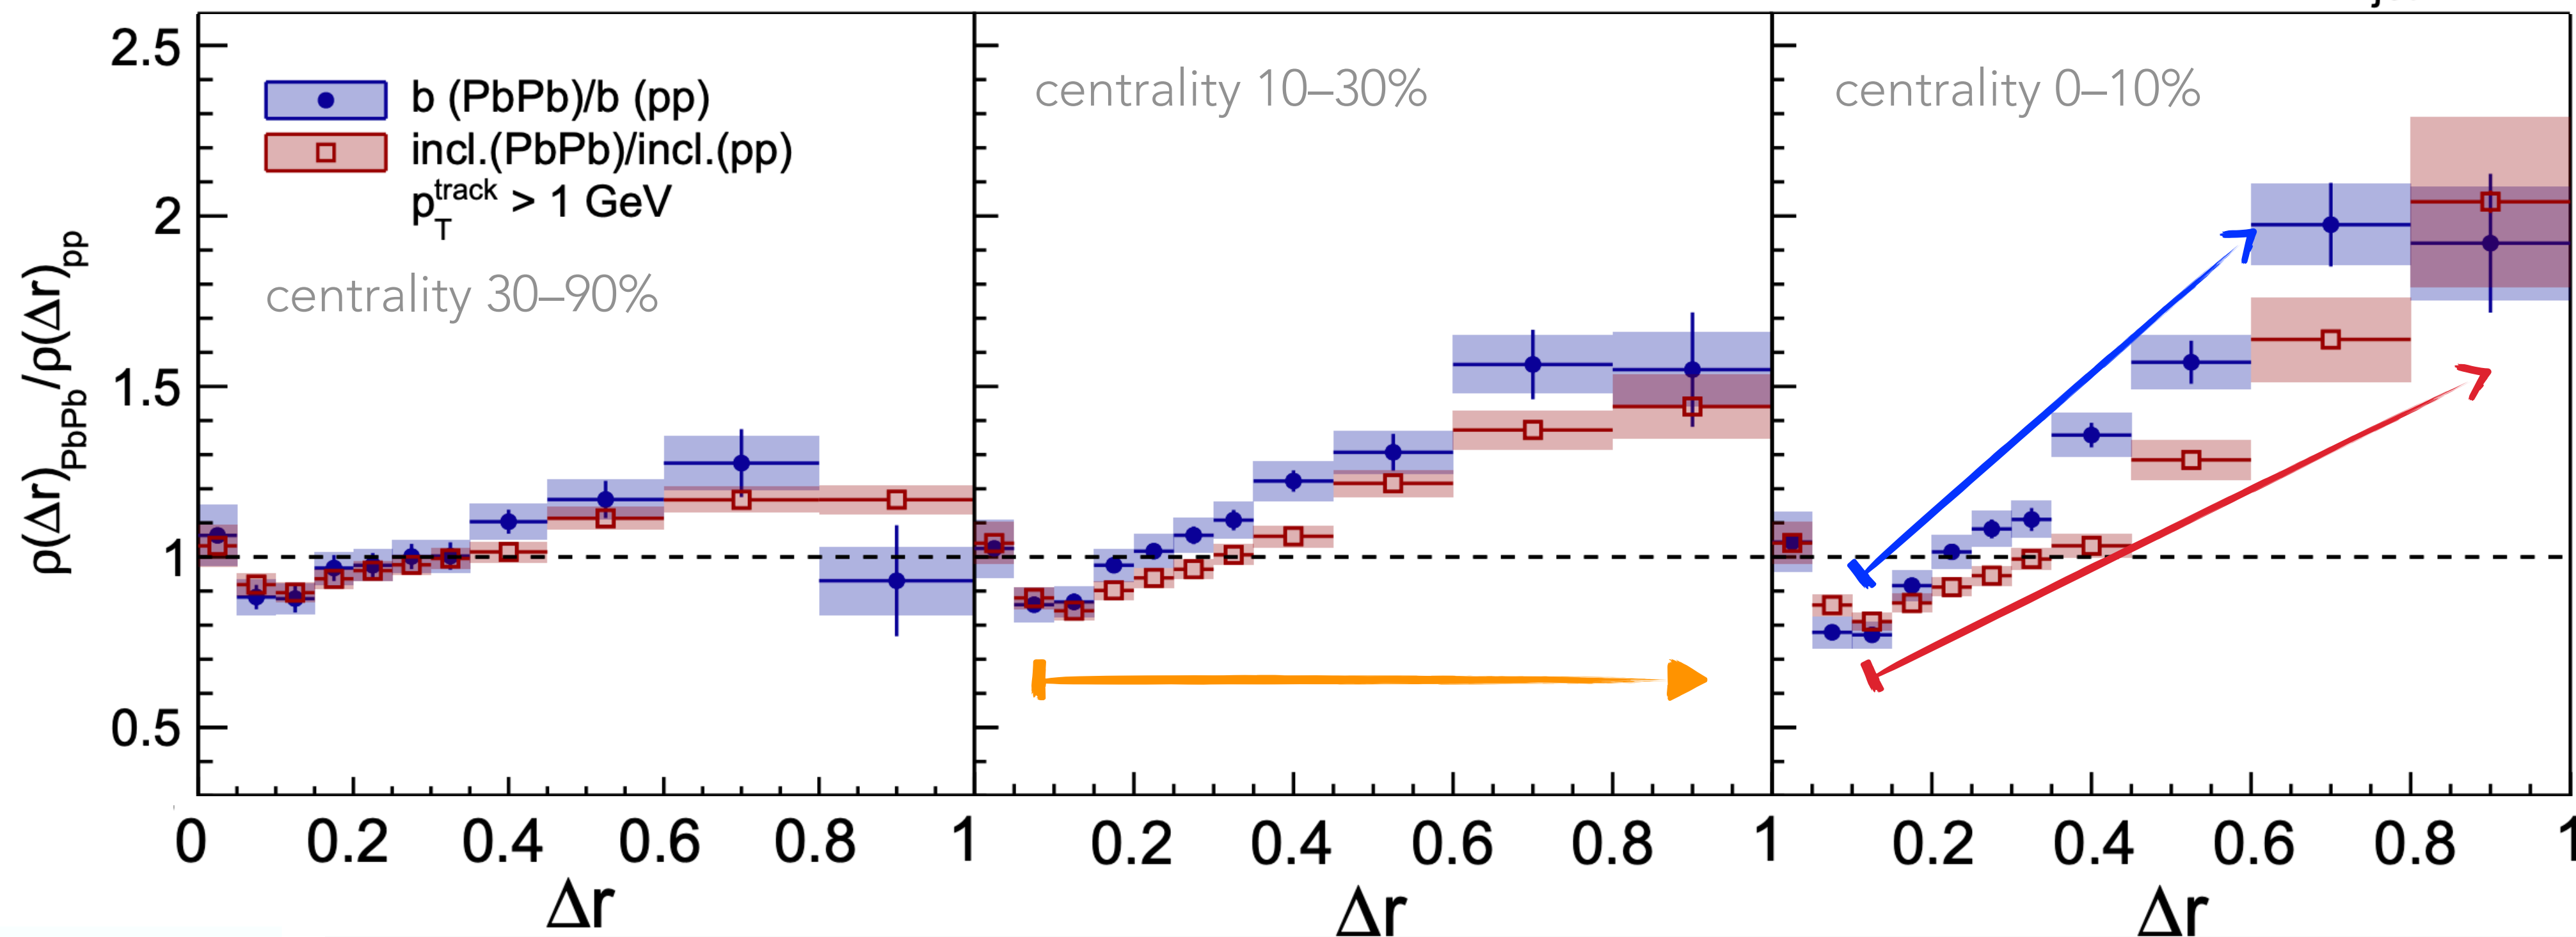 2.5
2
1.5
1
0.5
ρ(Δr)PbPb/ρ(Δr)pp
b (PbPb)/b (pp)
incl.(PbPb)/incl.(pp)
pTtrack > 1 GeV
centrality 30–90%
centrality 10–30%
centrality 0–10%
0 0.2 0.4 0.6 0.8 1
0.2 0.4 0.6 0.8 1
0.2 0.4 0.6 0.8 1
Δr
Δr
Δr